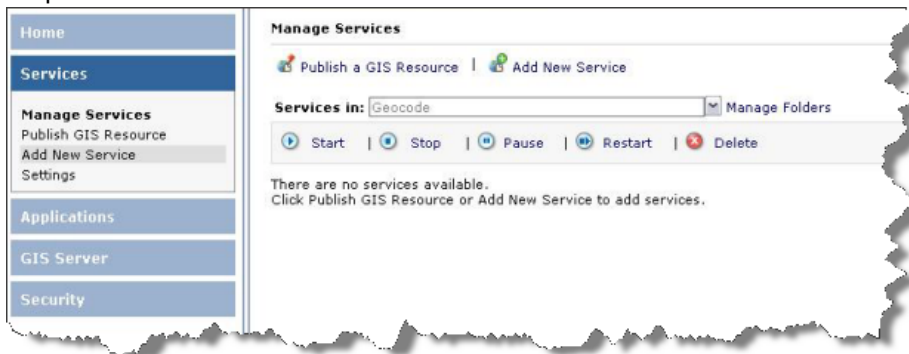 Home
Services
Manage Services
Publish GIS Resource
Add New Service
Settings
Applications
GIS Server
Security
Manage Services
Publish a GIS Resource | Add New Service
Services in: Geocode Manage Folders
Start | Stop | Pause | Restart | Delete
There are no services available.
Click Publish GIS Resource or Add New Service to add services.